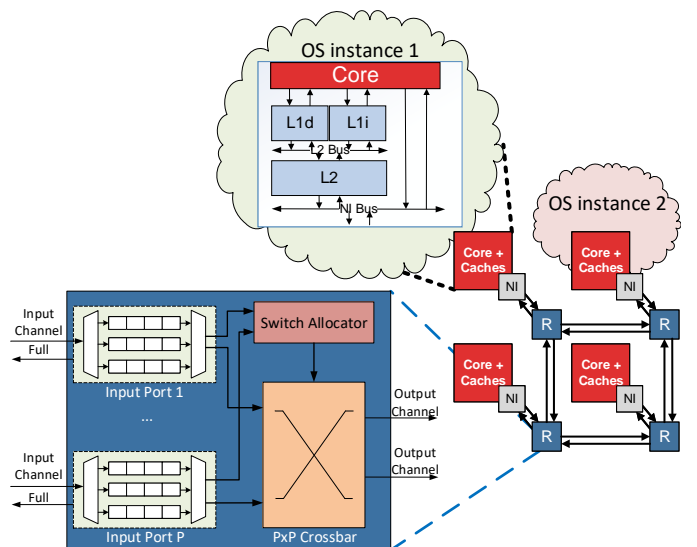 OS instance 1
Core
L1d
L1i
L2 Bus
L2
NI Bus
OS instance 2
Core +
Caches
NI
R
Core +
Caches
NI
R
Core +
Caches
NI
R
Core +
Caches
NI
R
Input
Channel
Full
Input Port 1
...
Input
Channel
Full
Input Port P
Switch Allocator
PxP Crossbar
Output
Channel
Output
Channel